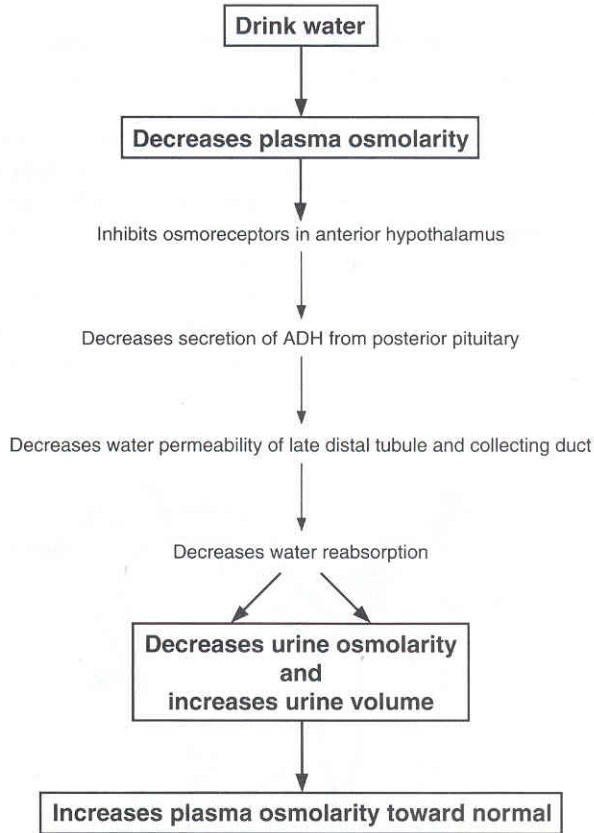 Drink water
Decreases plasma osmolarity
Inhibits osmoreceptors in anterior hypothalamus
Decreases secretion of ADH from posterior pituitary
Decreases water permeability of late distal tubule and collecting duct
Decreases water reabsorption
Decreases urine osmolarity
and
increases urine volume
Increases plasma osmolarity toward normal